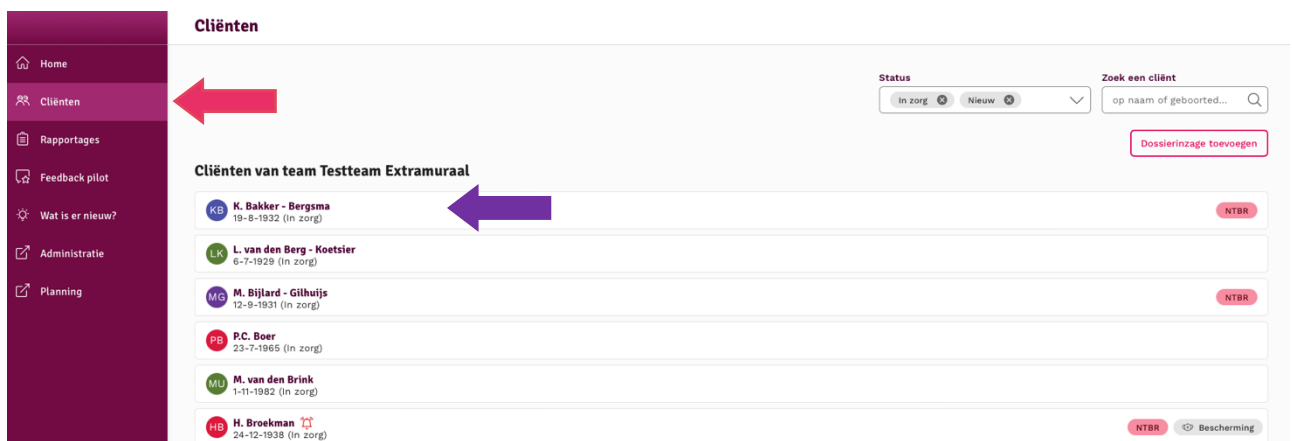 Cliënten
Home
Cliënten
Rapportages
Feedback pilot
Wat is er nieuw?
Administratie
Planning
Status
In zorg
Nieuw
Zoek een cliënt
op naam of geboorted...
Dossierinzage toevoegen
Cliënten van team Testteam Extramuraal
KB K. Bakker - Bergsma NTBR
19-8-1932 (In zorg)
LK L. van den Berg - Koetsier
6-7-1929 (In zorg)
MG M. Bijlard - Gilhuijs NTBR
12-9-1931 (In zorg)
PB P.C. Boer
23-7-1965 (In zorg)
MU M. van den Brink
1-11-1982 (In zorg)
HB H. Broekman NTBR Bescherming
24-12-1938 (In zorg)